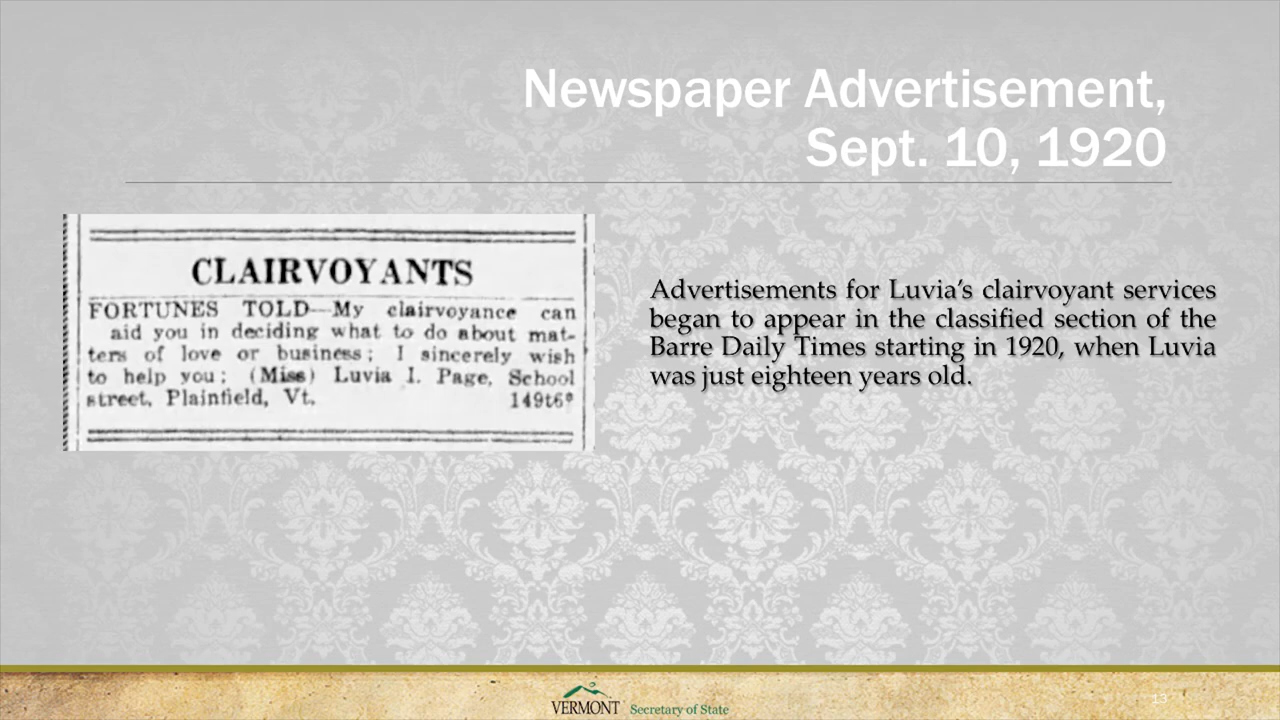 Newspaper Advertisement,
Sept. 10, 1920
CLAIRVOYANTS
FORTUNES TOLD—My clairvoyance can
aid you in deciding what to do about mat-
ters of love or business; I sincerely wish
to help you; (Miss) Luvia I. Page, School
street, Plainfield, Vt. 149t6*
Advertisements for Luvia’s clairvoyant services
began to appear in the classified section of the
Barre Daily Times starting in 1920, when Luvia
was just eighteen years old.
VERMONT Secretary of State
13